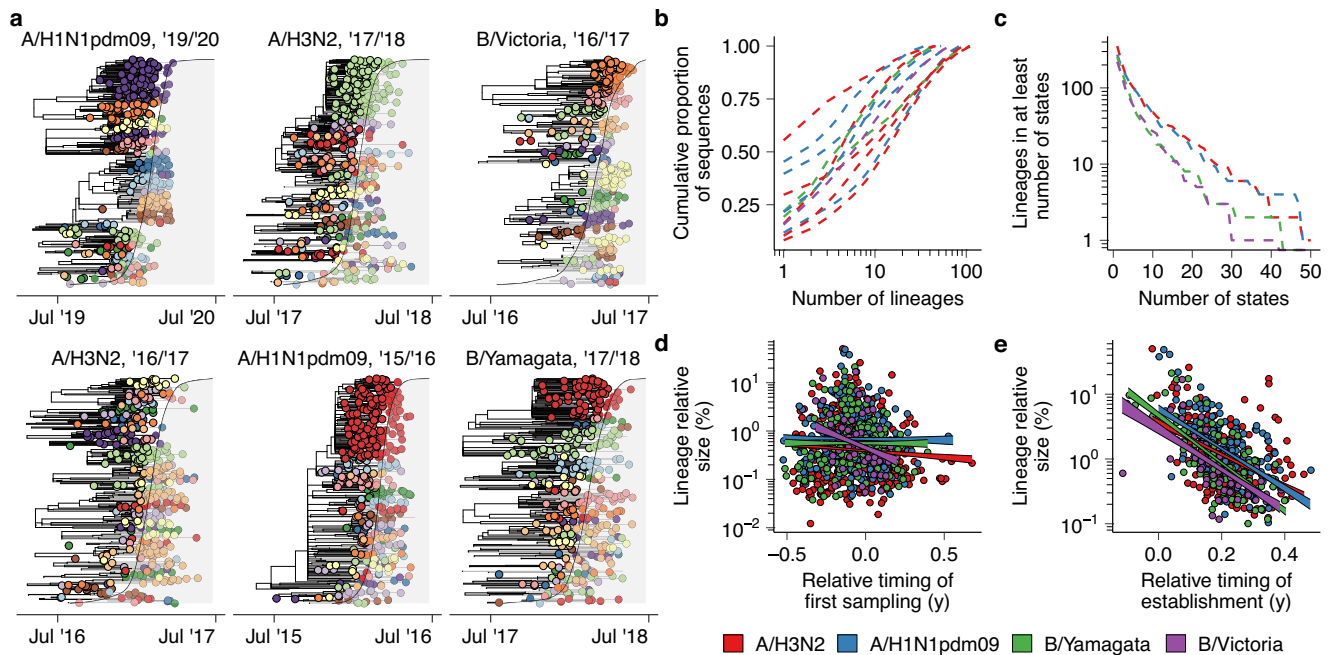 a
A/H1N1pdm09, '19/'20
A/H3N2, '17/'18
B/Victoria, '16/'17
Jul '19
Jul '20
Jul '17
Jul '18
Jul '16
Jul '17
A/H3N2, '16/'17
A/H1N1pdm09, '15/'16
B/Yamagata, '17/'18
Jul '16
Jul '17
Jul '15
Jul '16
Jul '17
Jul '18
b
Cumulative proportion
of sequences
1.00
0.75
0.50
0.25
1
10
100
Number of lineages
c
Lineages in at least
number of states
100
10
1
0
10
20
30
40
50
Number of states
d
Lineage relative
size (%)
10¹
10⁰
10⁻¹
10⁻²
−0.5
0.0
0.5
Relative timing of
first sampling (y)
e
Lineage relative
size (%)
10¹
10⁰
10⁻¹
0.0
0.2
0.4
Relative timing of
establishment (y)
A/H3N2
A/H1N1pdm09
B/Yamagata
B/Victoria